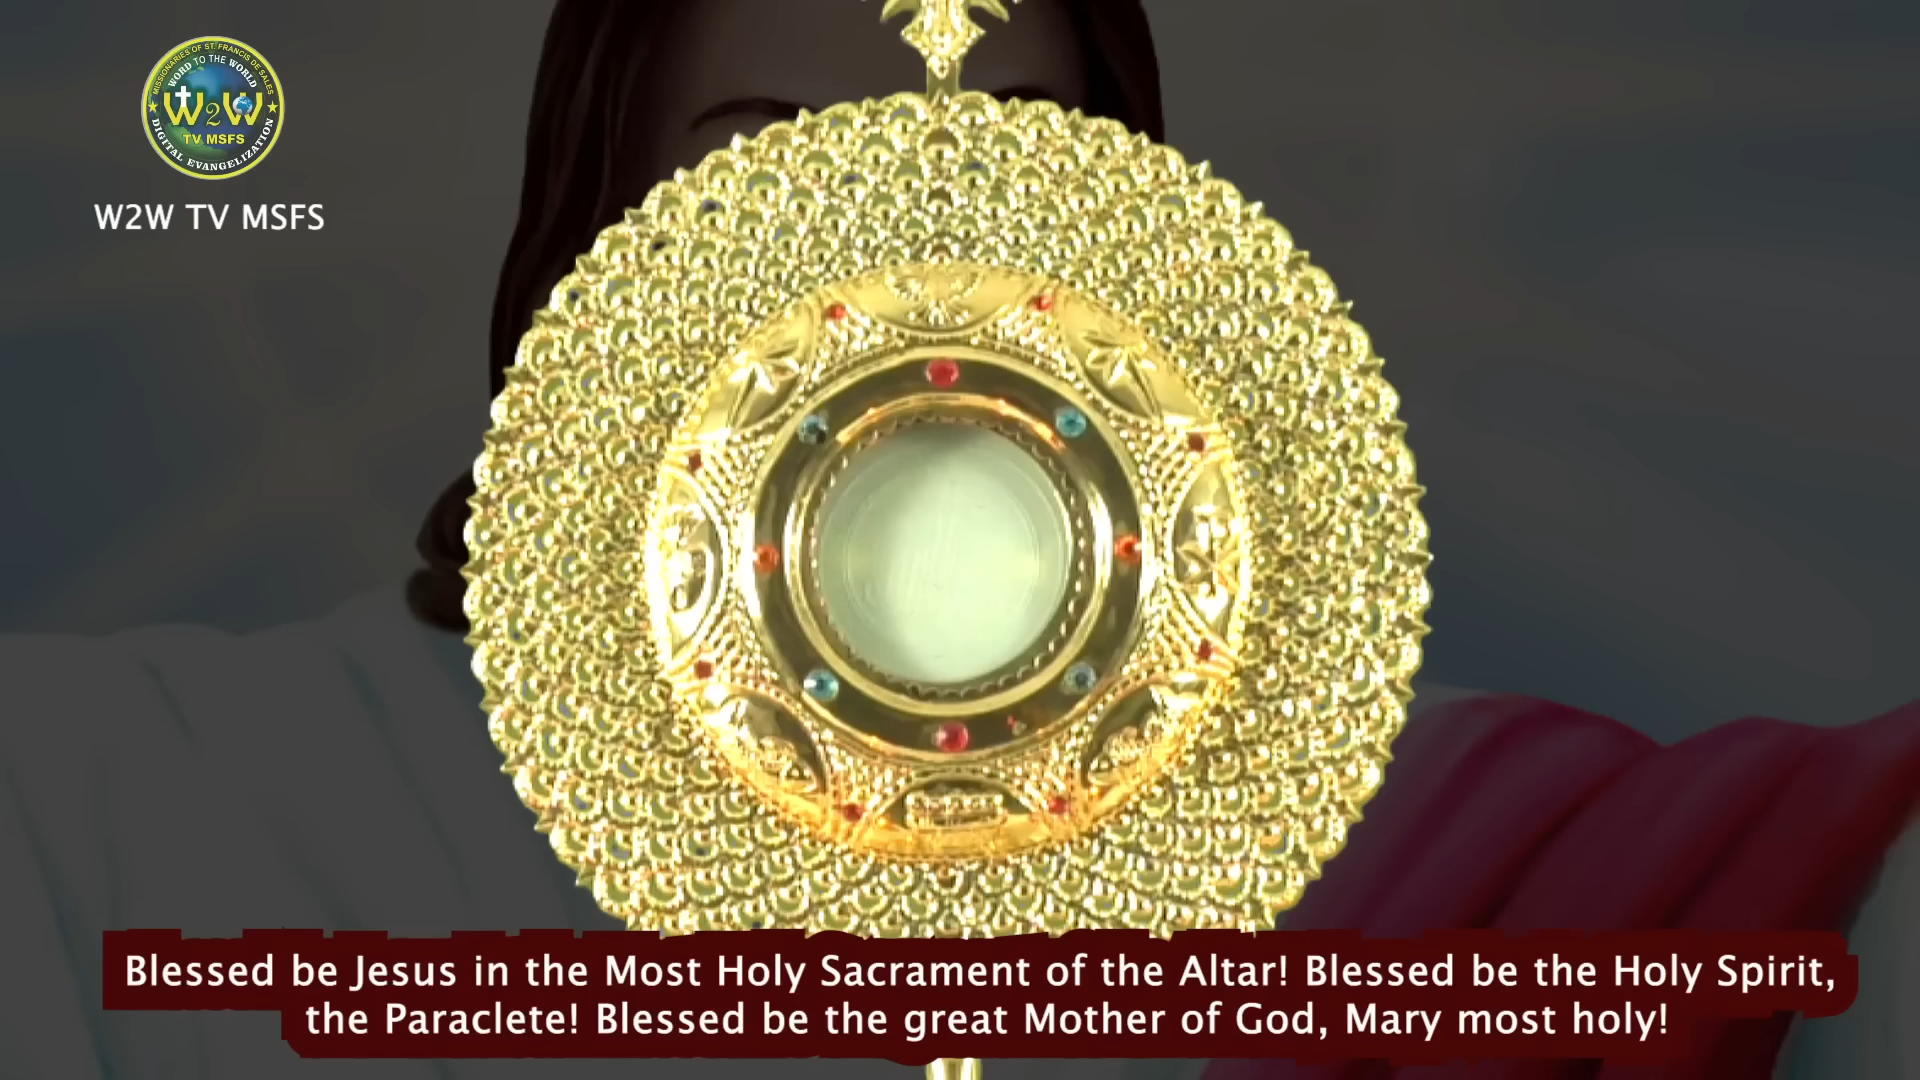 MISSIONARIES OF ST. FRANCIS DE SALES
WORD TO THE WORLD
W2W
TV MSFS
DIGITAL EVANGELIZATION
W2W TV MSFS
Blessed be Jesus in the Most Holy Sacrament of the Altar! Blessed be the Holy Spirit,
the Paraclete! Blessed be the great Mother of God, Mary most holy!